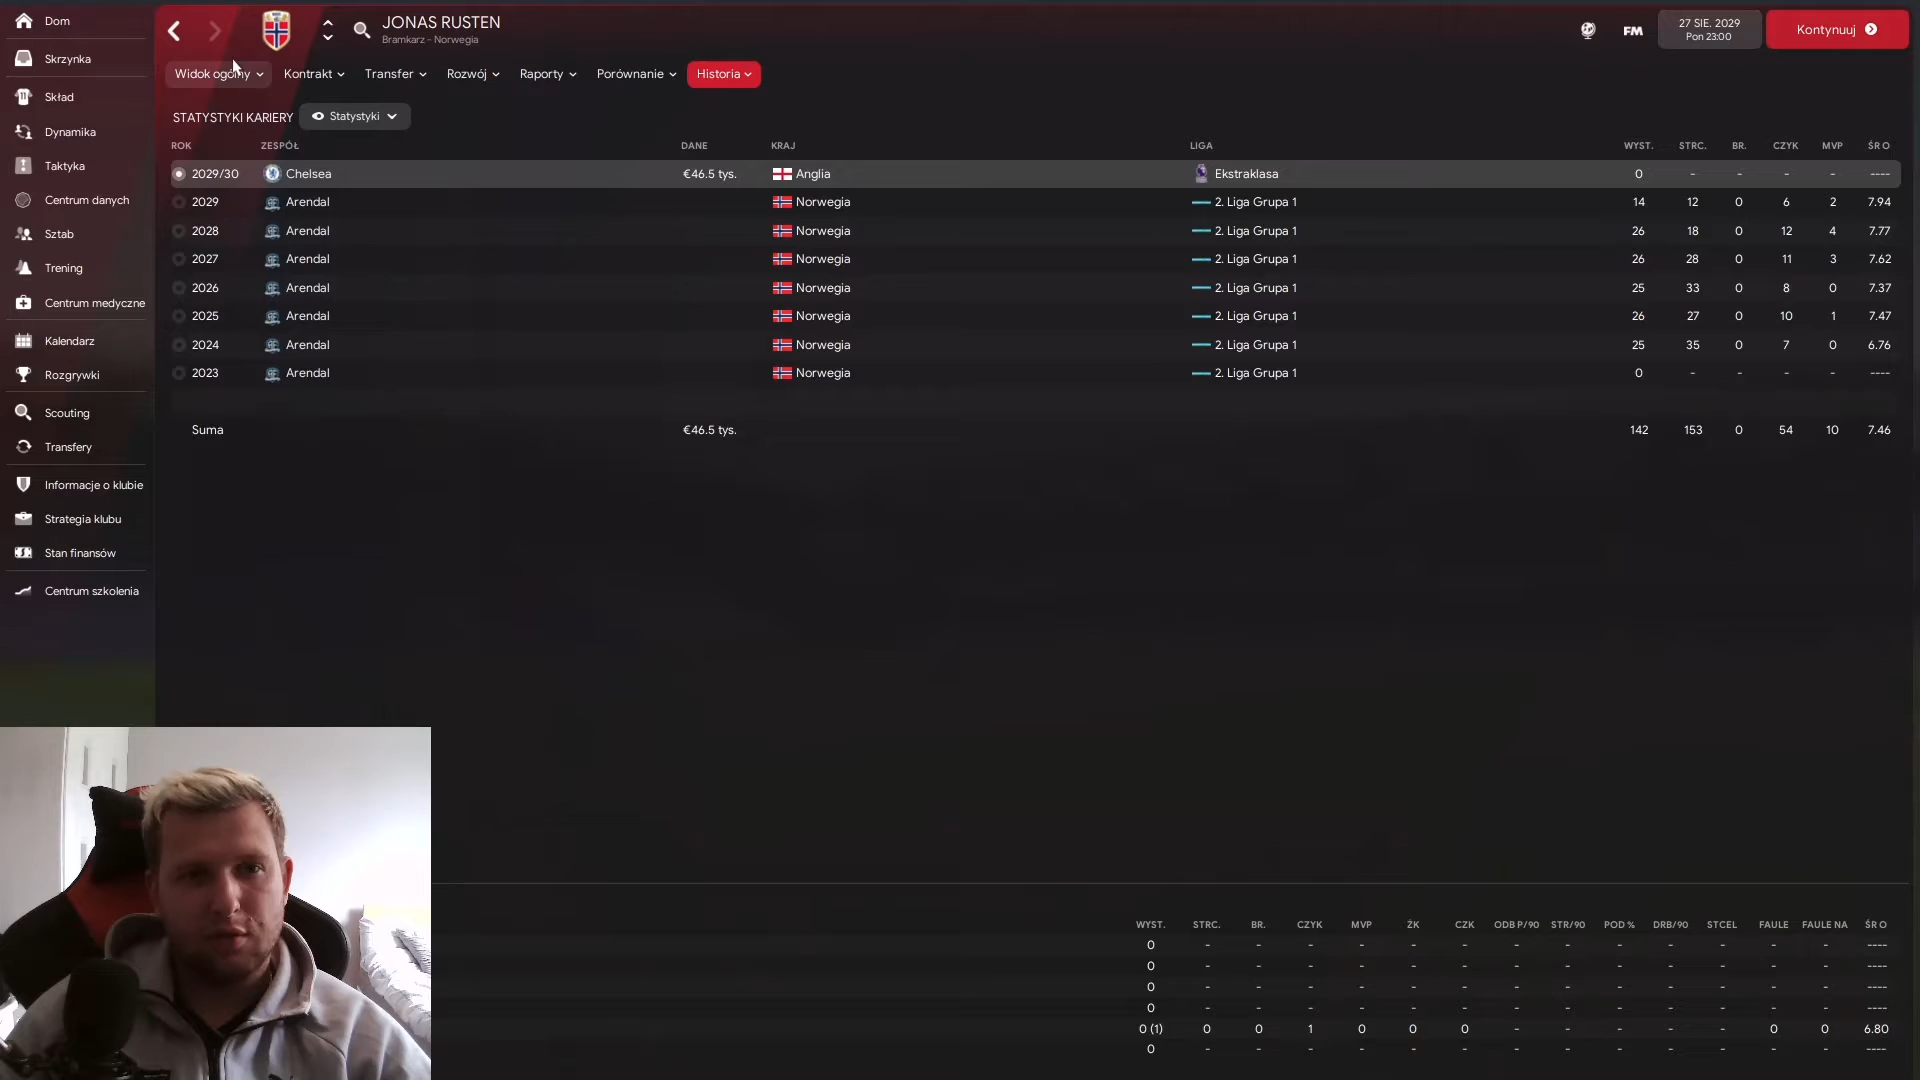 Dom
Skrzynka
Skład
Dynamika
Taktyka
Centrum danych
Sztab
Trening
Centrum medyczne
Kalendarz
Rozgrywki
Scouting
Transfery
Informacje o klubie
Strategia klubu
Stan finansów
Centrum szkolenia
JONAS RUSTEN
Bramkarz - Norwegia
FM
27 SIE. 2029
Pon 23:00
Kontynuuj
Widok ogólny Kontrakt Transfer Rozwój Raporty Porównanie Historia
STATYSTYKI KARIERY Statystyki
ROK ZESPÓŁ DANE KRAJ LIGA WYST. STRC. BR. CZYK MVP ŚR O
2029/30 Chelsea €46.5 tys. Anglia Ekstraklasa 0 - - - - ----
2029 Arendal Norwegia 2. Liga Grupa 1 14 12 0 6 2 7.94
2028 Arendal Norwegia 2. Liga Grupa 1 26 18 0 12 4 7.77
2027 Arendal Norwegia 2. Liga Grupa 1 26 28 0 11 3 7.62
2026 Arendal Norwegia 2. Liga Grupa 1 25 33 0 8 0 7.37
2025 Arendal Norwegia 2. Liga Grupa 1 26 27 0 10 1 7.47
2024 Arendal Norwegia 2. Liga Grupa 1 25 35 0 7 0 6.76
2023 Arendal Norwegia 2. Liga Grupa 1 0 - - - - ----
Suma €46.5 tys. 142 153 0 54 10 7.46
WYST. STRC. BR. CZYK MVP ŻK CZK ODB P/90 STR/90 POD % DRB/90 STCEL FAULE FAULE NA ŚR O
0 - - - - - - - - - - - - - ----
0 - - - - - - - - - - - - - ----
0 - - - - - - - - - - - - - ----
0 - - - - - - - - - - - - - ----
0 (1) 0 0 1 0 0 0 - - - - - 0 0 6.80
0 - - - - - - - - - - - - - ----